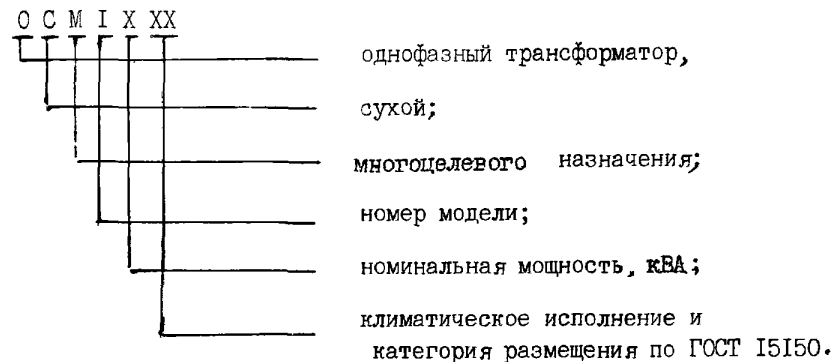 О С М I Х ХХ
однофазный трансформатор,
сухой;
многоцелевого назначения;
номер модели;
номинальная мощность, кВА;
климатическое исполнение и
категория размещения по ГОСТ I5I50.